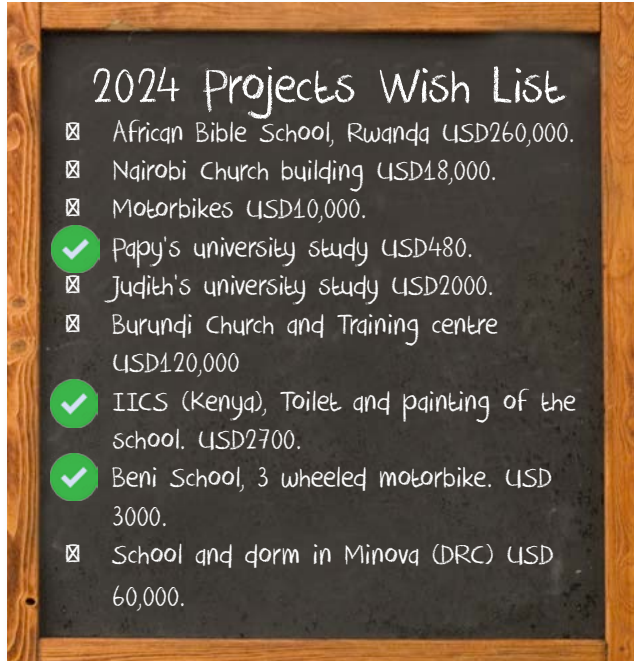 2024 Projects Wish List
African Bible School, Rwanda USD260,000.
Nairobi Church building USD18,000.
Motorbikes USD10,000.
Papy's university study USD480.
Judith's university study USD2000.
Burundi Church and Training centre
USD120,000
IICS (Kenya), Toilet and painting of the
school. USD2700.
Beni School, 3 wheeled motorbike. USD
3000.
School and dorm in Minova (DRC) USD
60,000.